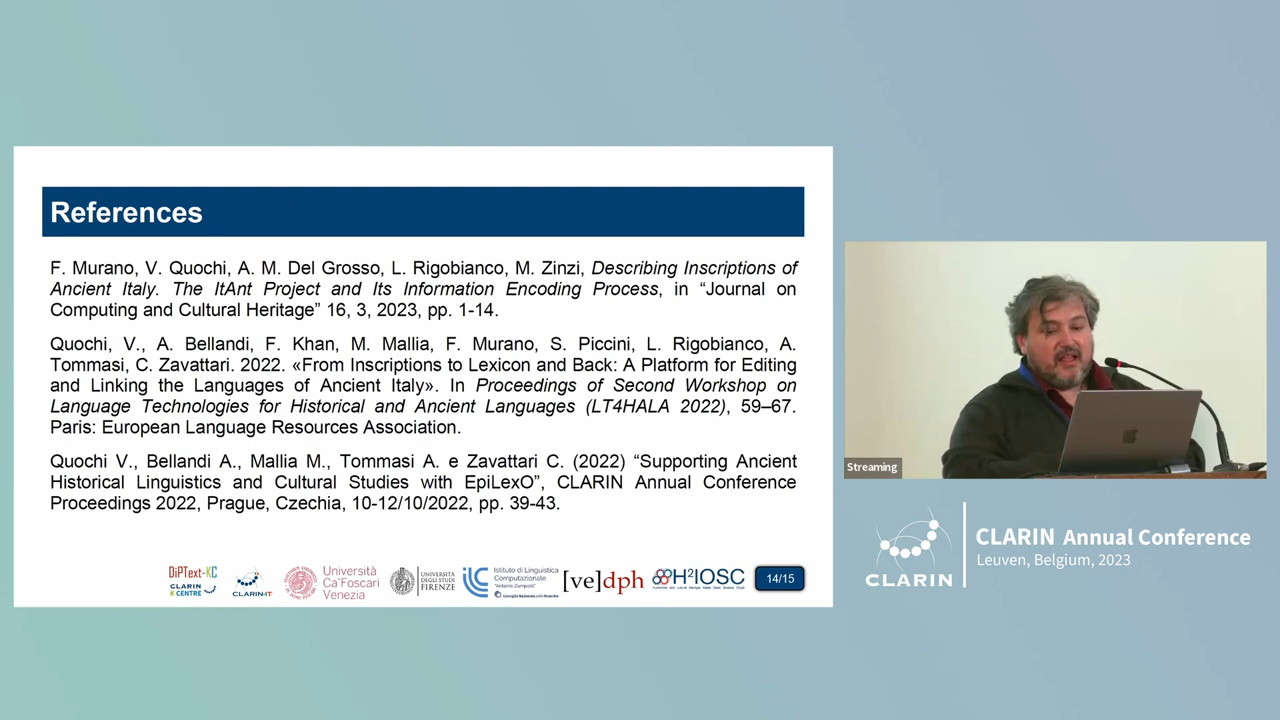 References
F. Murano, V. Quochi, A. M. Del Grosso, L. Rigobianco, M. Zinzi, Describing Inscriptions of
Ancient Italy. The ItAnt Project and Its Information Encoding Process, in “Journal on
Computing and Cultural Heritage” 16, 3, 2023, pp. 1-14.
Quochi, V., A. Bellandi, F. Khan, M. Mallia, F. Murano, S. Piccini, L. Rigobianco, A.
Tommasi, C. Zavattari. 2022. «From Inscriptions to Lexicon and Back: A Platform for Editing
and Linking the Languages of Ancient Italy». In Proceedings of Second Workshop on
Language Technologies for Historical and Ancient Languages (LT4HALA 2022), 59–67.
Paris: European Language Resources Association.
Quochi V., Bellandi A., Mallia M., Tommasi A. e Zavattari C. (2022) “Supporting Ancient
Historical Linguistics and Cultural Studies with EpiLexO”, CLARIN Annual Conference
Proceedings 2022, Prague, Czechia, 10-12/10/2022, pp. 39-43.
DiPText-KC
CLARIN
K CENTRE
CLARIN-IT
Università
Ca'Foscari
Venezia
UNIVERSITÀ
DEGLI STUDI
FIRENZE
Istituto di Linguistica
Computazionale
"Antonio Zampolli"
Consiglio Nazionale delle Ricerche
[ve]dph
H²IOSC
14/15
Streaming
CLARIN
CLARIN Annual Conference
Leuven, Belgium, 2023